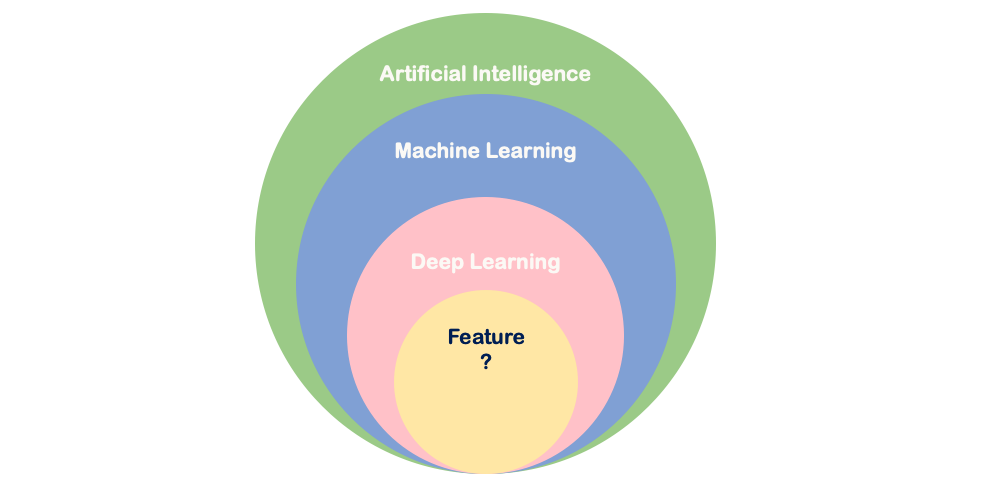 Artificial Intelligence
Machine Learning
Deep Learning
Feature
?